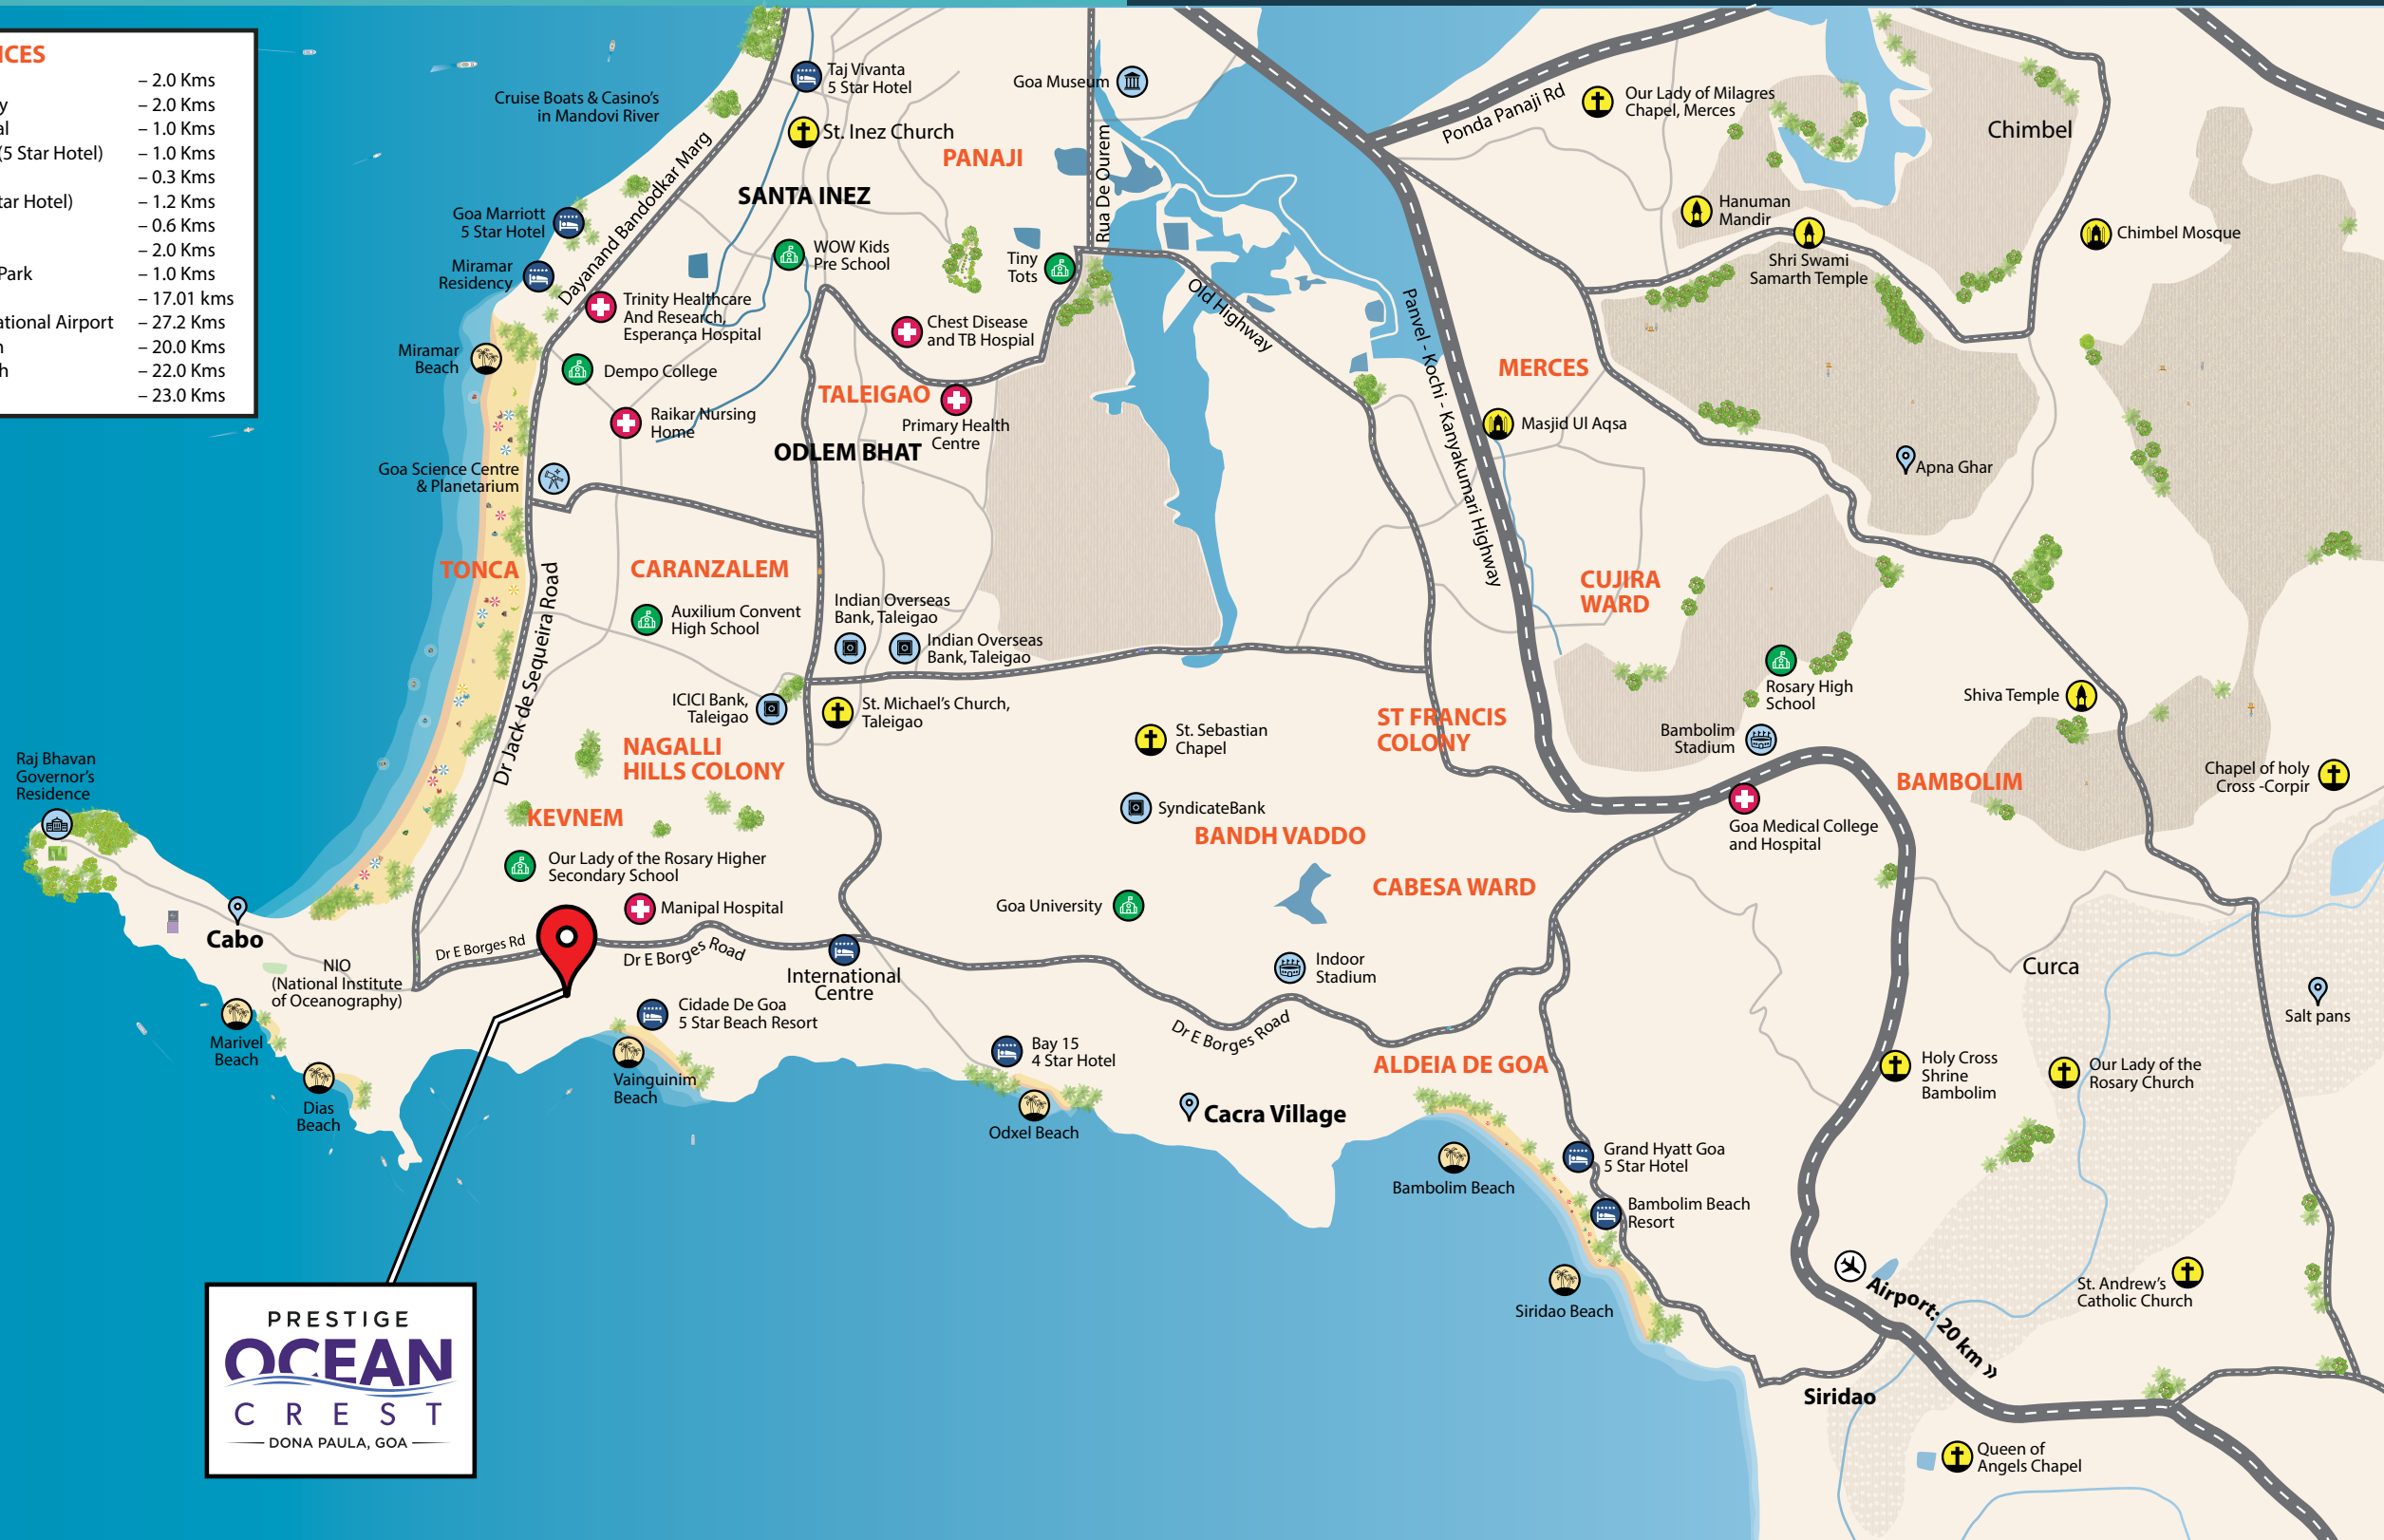 – 2.0 Kms
– 2.0 Kms
– 1.0 Kms
(5 Star Hotel) – 1.0 Kms
– 0.3 Kms
– 1.2 Kms
– 0.6 Kms
– 2.0 Kms
Park – 1.0 Kms
– 17.01 kms
Airport – 27.2 Kms
– 20.0 Kms
– 22.0 Kms
– 23.0 Kms
Cruise Boats & Casino's
in Mandovi River
Taj Vivanta
5 Star Hotel
St. Inez Church
PANAJI
SANTA INEZ
Goa Museum
Rua De Ourem
Ponda Panaji Rd
Our Lady of Milagres
Chapel, Merces
Chimbel
Hanuman
Mandir
Shri Swami
Samarth Temple
Chimbel Mosque
Dayanand Bandodkar Marg
Goa Marriott
5 Star Hotel
Miramar
Residency
WOW Kids
Pre School
Tiny
Tots
Old Highway
Trinity Healthcare
And Research,
Esperança Hospital
Chest Disease
and TB Hospial
Miramar
Beach
Dempo College
TALEIGAO
Primary Health
Centre
Raikar Nursing
Home
ODLEM BHAT
Panvel - Kochi - Kanyakumari Highway
MERCES
Masjid Ul Aqsa
Apna Ghar
Goa Science Centre
& Planetarium
TONCA
CARANZALEM
Auxilium Convent
High School
Indian Overseas
Bank, Taleigao
Indian Overseas
Bank, Taleigao
CUJIRA
WARD
Dr Jack de Sequeira Road
ICICI Bank,
Taleigao
St. Michael's Church,
Taleigao
St. Sebastian
Chapel
ST FRANCIS
COLONY
Rosary High
School
Bambolim
Stadium
Shiva Temple
NAGALLI
HILLS COLONY
Raj Bhavan
Governor's
Residence
KEVNEM
SyndicateBank
BANDH VADDO
Goa Medical College
and Hospital
BAMBOLIM
Chapel of holy
Cross -Corpir
Our Lady of the Rosary Higher
Secondary School
Manipal Hospital
Goa University
CABESA WARD
Cabo
Dr E Borges Rd
Dr E Borges Road
International
Centre
Indoor
Stadium
Curca
NIO
(National Institute
of Oceanography)
Salt pans
Cidade De Goa
5 Star Beach Resort
Dr E Borges Road
Marivel
Beach
Vainguinim
Beach
Bay 15
4 Star Hotel
ALDEIA DE GOA
Holy Cross
Shrine
Bambolim
Our Lady of the
Rosary Church
Dias
Beach
Odxel Beach
Cacra Village
Bambolim Beach
Grand Hyatt Goa
5 Star Hotel
Bambolim Beach
Resort
Siridao Beach
Airport: 20 km »
St. Andrew's
Catholic Church
Siridao
Queen of
Angels Chapel
PRESTIGE
OCEAN
CREST
DONA PAULA, GOA